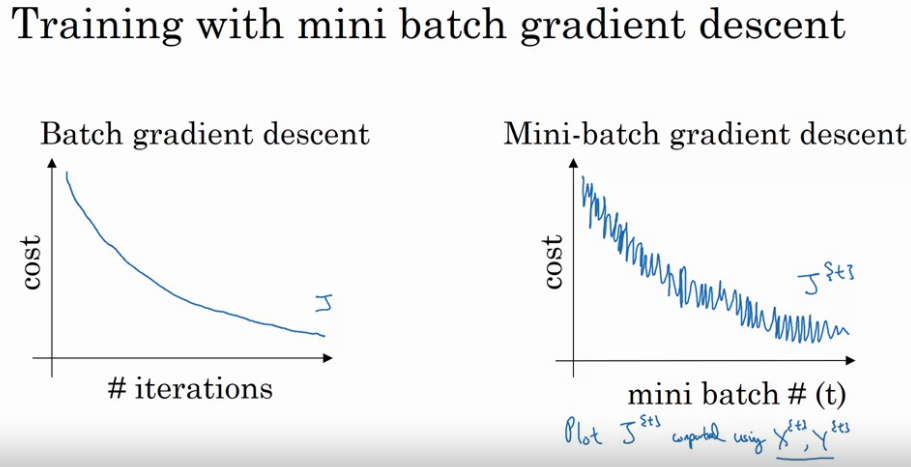 Training with mini batch gradient descent
Batch gradient descent
cost
J
# iterations
Mini-batch gradient descent
cost
J^{t}
mini batch # (t)
Plot J^{t} computed using X^{t}, Y^{t}